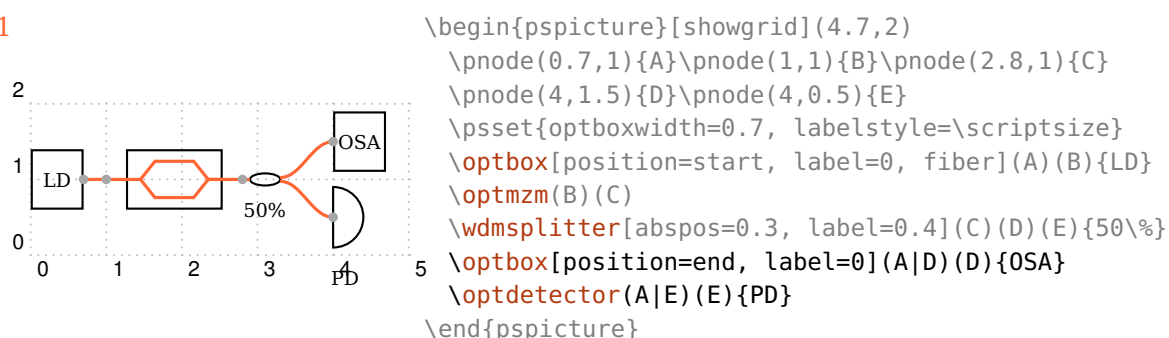 1
\begin{pspicture}[showgrid](4.7,2)
\pnode(0.7,1){A}\pnode(1,1){B}\pnode(2.8,1){C}
\pnode(4,1.5){D}\pnode(4,0.5){E}
\psset{optboxwidth=0.7, labelstyle=\scriptsize}
\optbox[position=start, label=0, fiber](A)(B){LD}
\optmzm(B)(C)
\wdmsplitter[abspos=0.3, label=0.4](C)(D)(E){50\%}
\optbox[position=end, label=0](A|D)(D){OSA}
\optdetector(A|E)(E){PD}
\end{pspicture}
2
OSA
1
LD
50%
0
0 1 2 3 4 5
PD